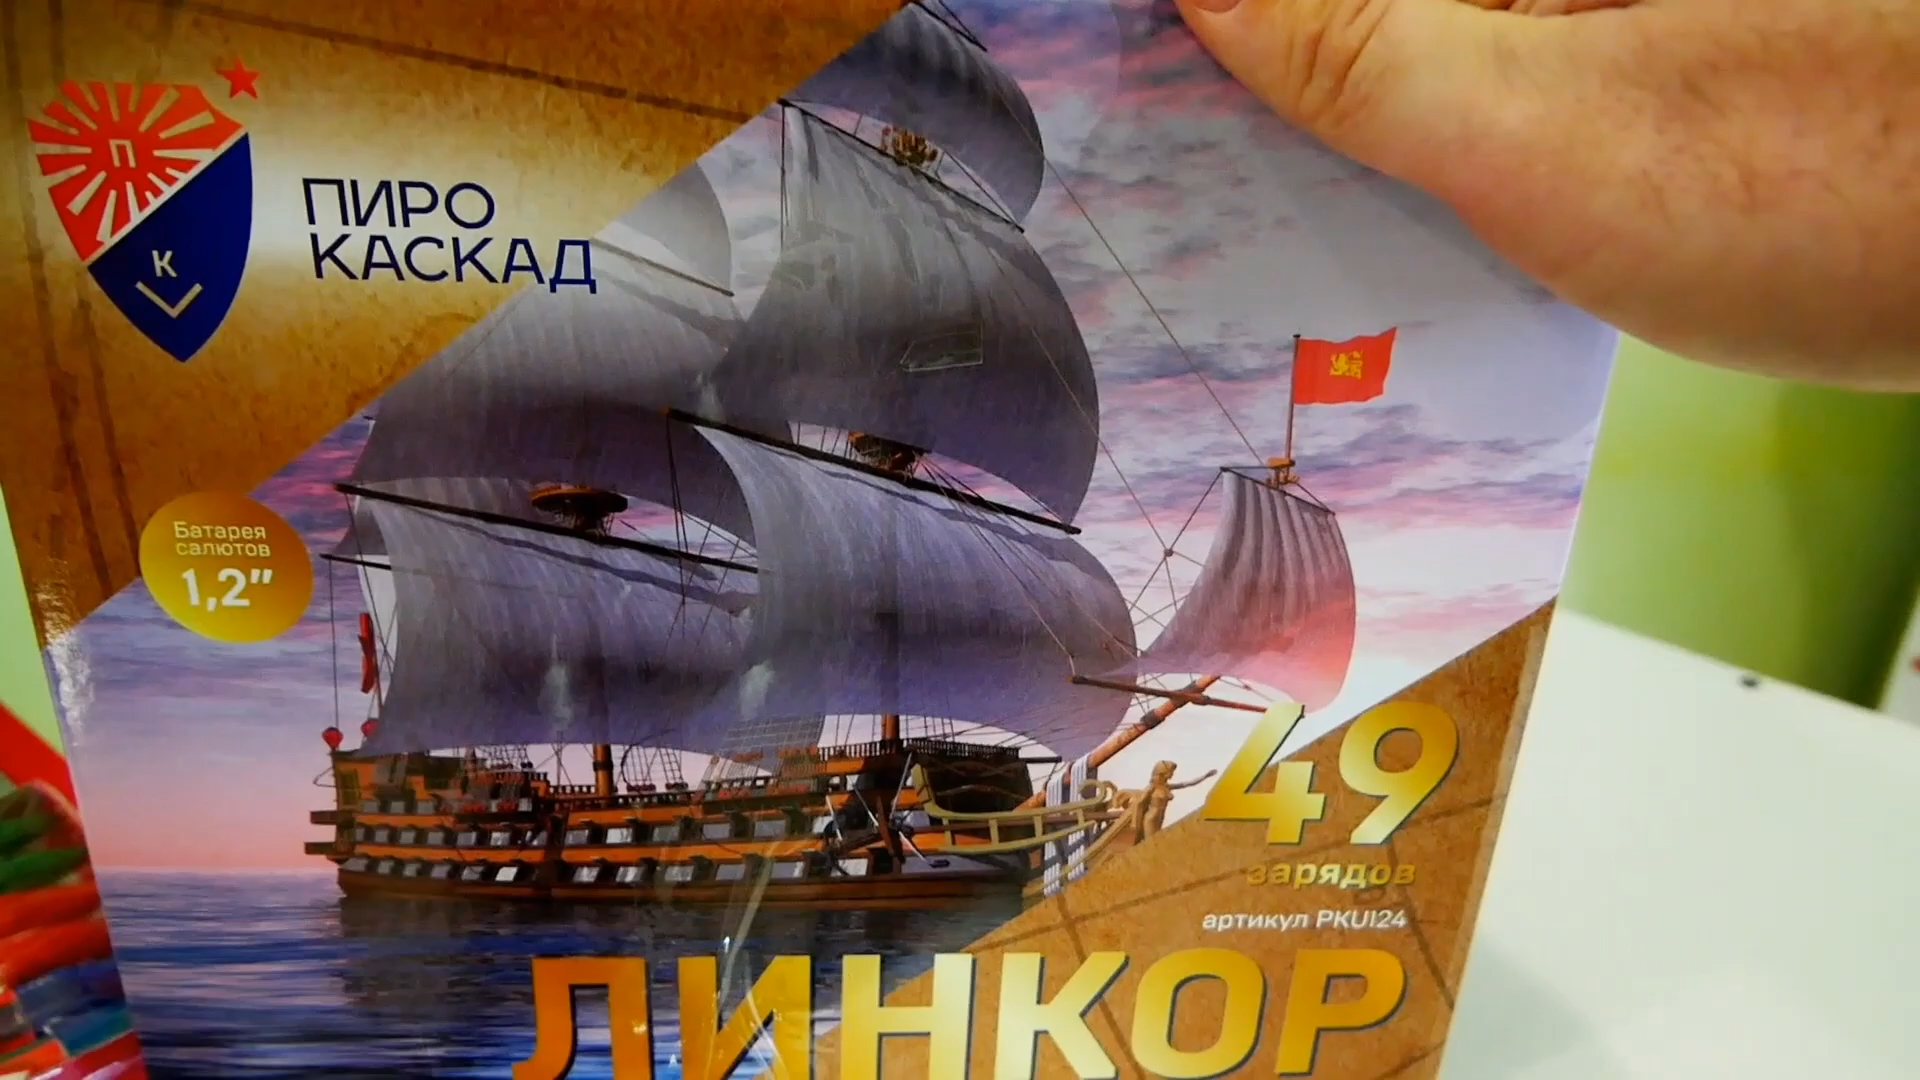 П
К
ПИРО
КАСКАД
Батарея
салютов
1,2"
49
зарядов
артикул PKU124
ЛИНКОР